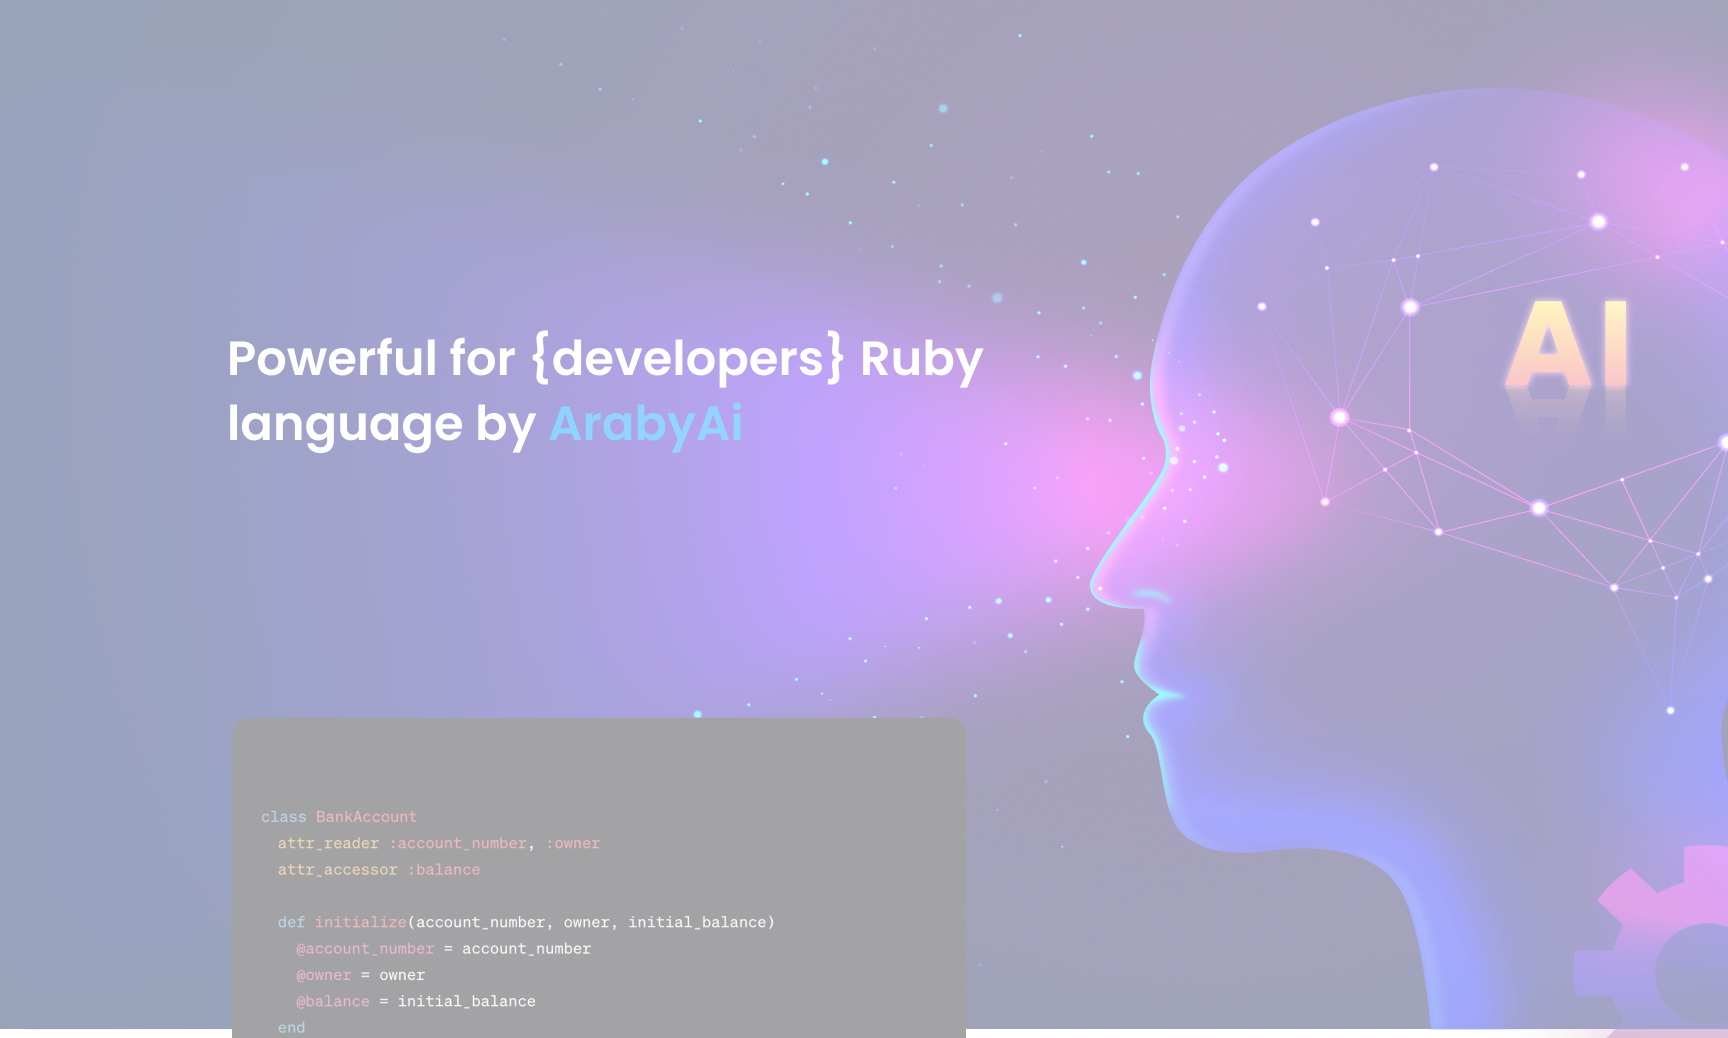 Powerful for {developers} Ruby
language by ArabyAi
AI
class BankAccount
  attr_reader :account_number, :owner
  attr_accessor :balance

  def initialize(account_number, owner, initial_balance)
    @account_number = account_number
    @owner = owner
    @balance = initial_balance
  end